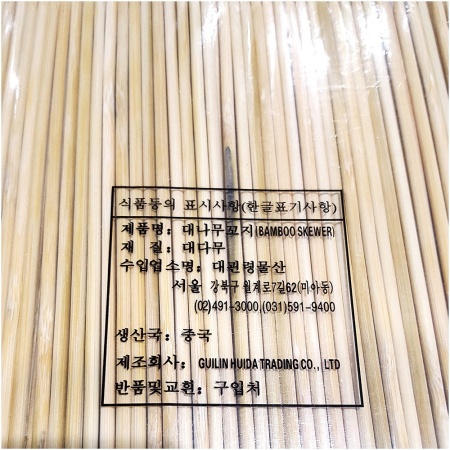 식품등의 표시사항(한글표기사항)
제품명: 대나무꼬지(BAMBOO SKEWER)
재 질: 대다무
수입업소명: 대관령물산
서울 강북구 월계로7길62(미아동)
(02)491-3000,(031)591-9400
생산국: 중국
제조회사: GUILIN HUIDA TRADING CO., LTD
반품및교환: 구입처